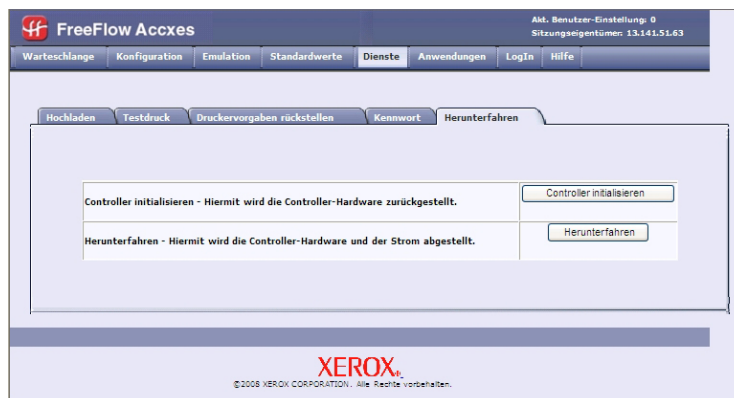 FreeFlow Accxes
Akt. Benutzer-Einstellung: 0
Sitzungseigentümer: 13.141.51.63
Warteschlange Konfiguration Emulation Standardwerte Dienste Anwendungen LogIn Hilfe
Hochladen Testdruck Druckervorgaben rückstellen Kennwort Herunterfahren
Controller initialisieren - Hiermit wird die Controller-Hardware zurückgestellt. Controller initialisieren
Herunterfahren - Hiermit wird die Controller-Hardware und der Strom abgestellt. Herunterfahren
XEROX®
©2008 XEROX CORPORATION. Alle Rechte vorbehalten.